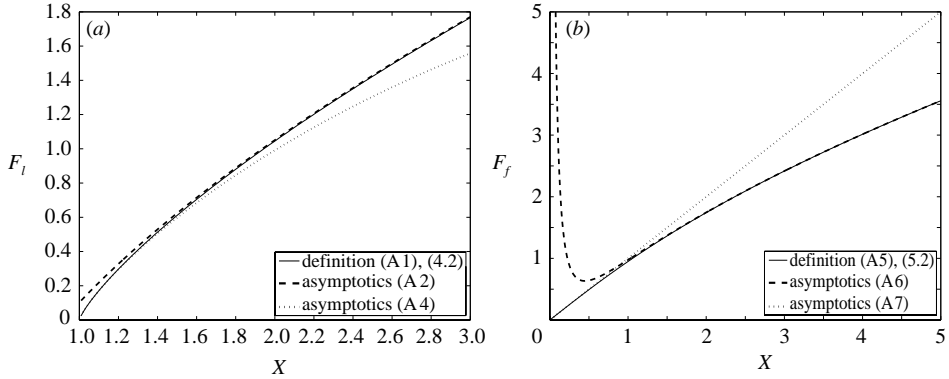 (a)
1.8
1.6
1.4
1.2
1.0
0.8
0.6
0.4
0.2
0
F_l
definition (A 1), (4.2)
asymptotics (A 2)
asymptotics (A 4)
1.0 1.2 1.4 1.6 1.8 2.0 2.2 2.4 2.6 2.8 3.0
X
(b)
5
4
3
2
1
F_f
definition (A5), (5.2)
asymptotics (A6)
asymptotics (A7)
0 1 2 3 4 5
X